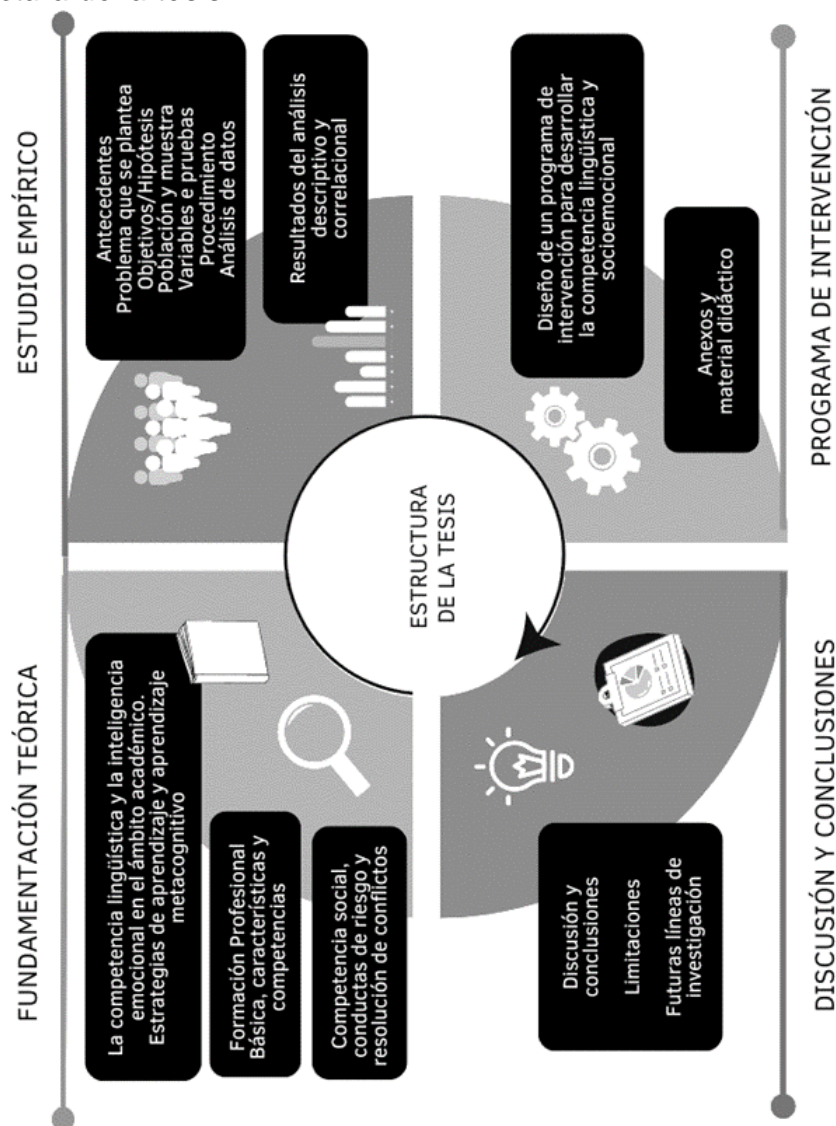 FUNDAMENTACIÓN TEÓRICA
La competencia lingüística y la inteligencia
emocional en el ámbito académico.
Estrategias de aprendizaje y aprendizaje
metacognitivo
Formación Profesional
Básica, características y
competencias
Competencia social,
conductas de riesgo y
resolución de conflictos
ESTUDIO EMPÍRICO
Antecedentes
Problema que se plantea
Objetivos/Hipótesis
Población y muestra
Variables e pruebas
Procedimiento
Análisis de datos
Resultados del análisis
descriptivo y
correlacional
ESTRUCTURA
DE LA TESIS
Discusión y
conclusiones
Limitaciones
Futuras líneas de
investigación
DISCUSIÓN Y CONCLUSIONES
Diseño de un programa de
intervención para desarrollar
la competencia lingüística y
socioemocional
Anexos y
material didáctico
PROGRAMA DE INTERVENCIÓN